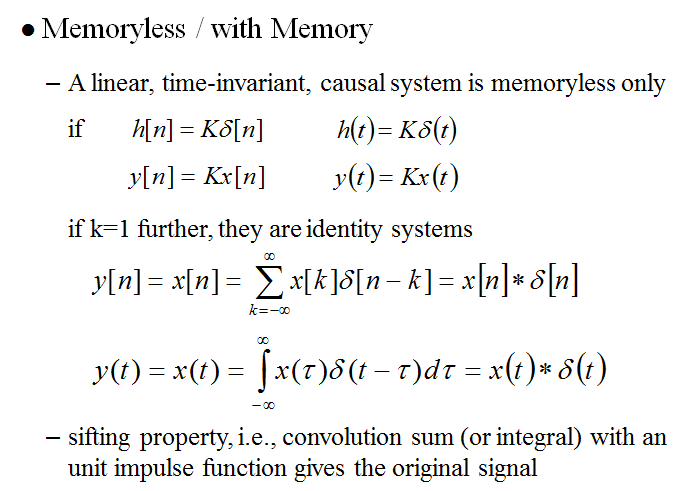 ● Memoryless / with Memory
– A linear, time-invariant, causal system is memoryless only
if h[n] = Kδ[n] h(t) = Kδ(t)
y[n] = Kx[n] y(t) = Kx(t)
if k=1 further, they are identity systems
y[n] = x[n] = ∑_{k=−∞}^{∞} x[k]δ[n − k] = x[n] * δ[n]
y(t) = x(t) = ∫_{−∞}^{∞} x(τ)δ(t − τ)dτ = x(t) * δ(t)
– sifting property, i.e., convolution sum (or integral) with an
unit impulse function gives the original signal